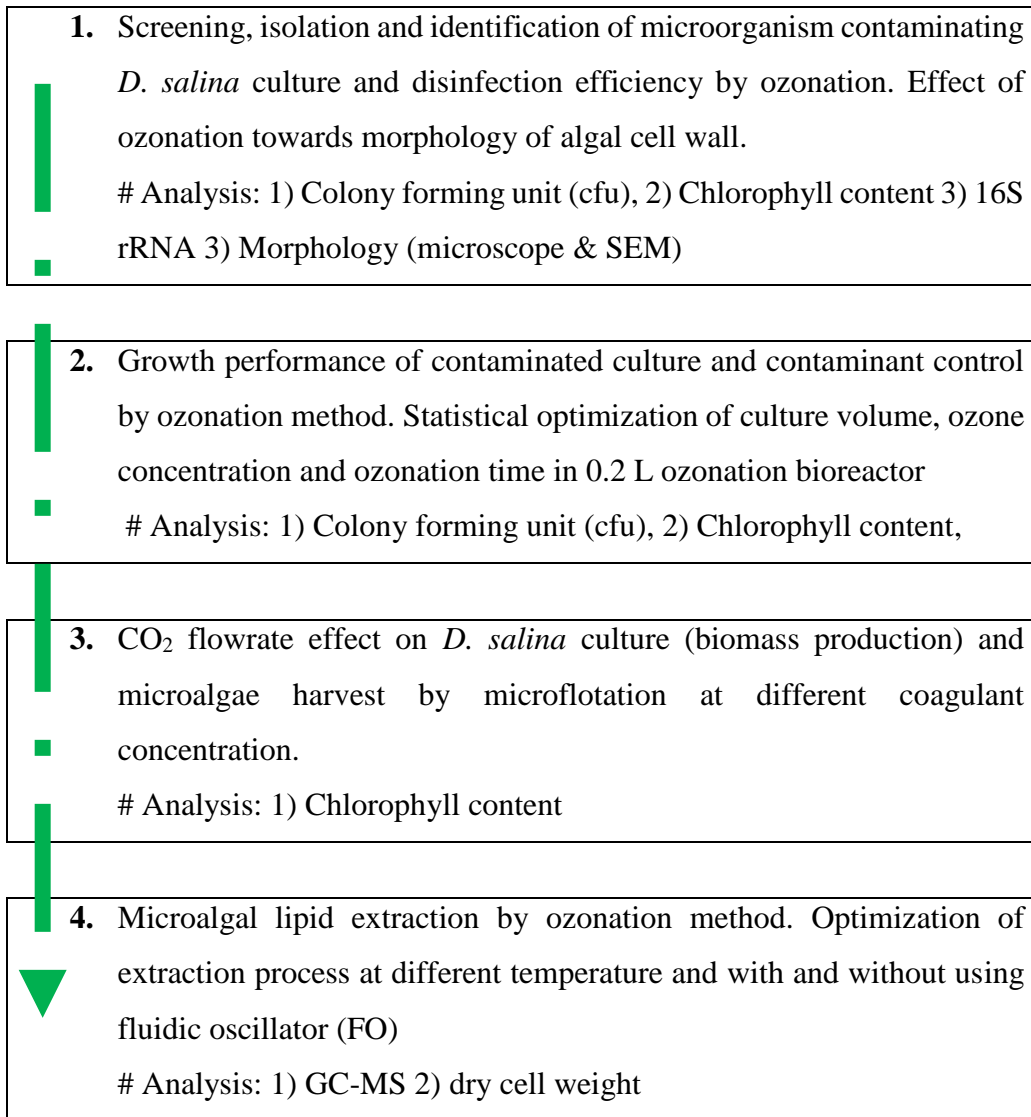 1. Screening, isolation and identification of microorganism contaminating
D. salina culture and disinfection efficiency by ozonation. Effect of
ozonation towards morphology of algal cell wall.
# Analysis: 1) Colony forming unit (cfu), 2) Chlorophyll content 3) 16S
rRNA 3) Morphology (microscope & SEM)
2. Growth performance of contaminated culture and contaminant control
by ozonation method. Statistical optimization of culture volume, ozone
concentration and ozonation time in 0.2 L ozonation bioreactor
# Analysis: 1) Colony forming unit (cfu), 2) Chlorophyll content,
3. CO₂ flowrate effect on D. salina culture (biomass production) and
microalgae harvest by microflotation at different coagulant
concentration.
# Analysis: 1) Chlorophyll content
4. Microalgal lipid extraction by ozonation method. Optimization of
extraction process at different temperature and with and without using
fluidic oscillator (FO)
# Analysis: 1) GC-MS 2) dry cell weight